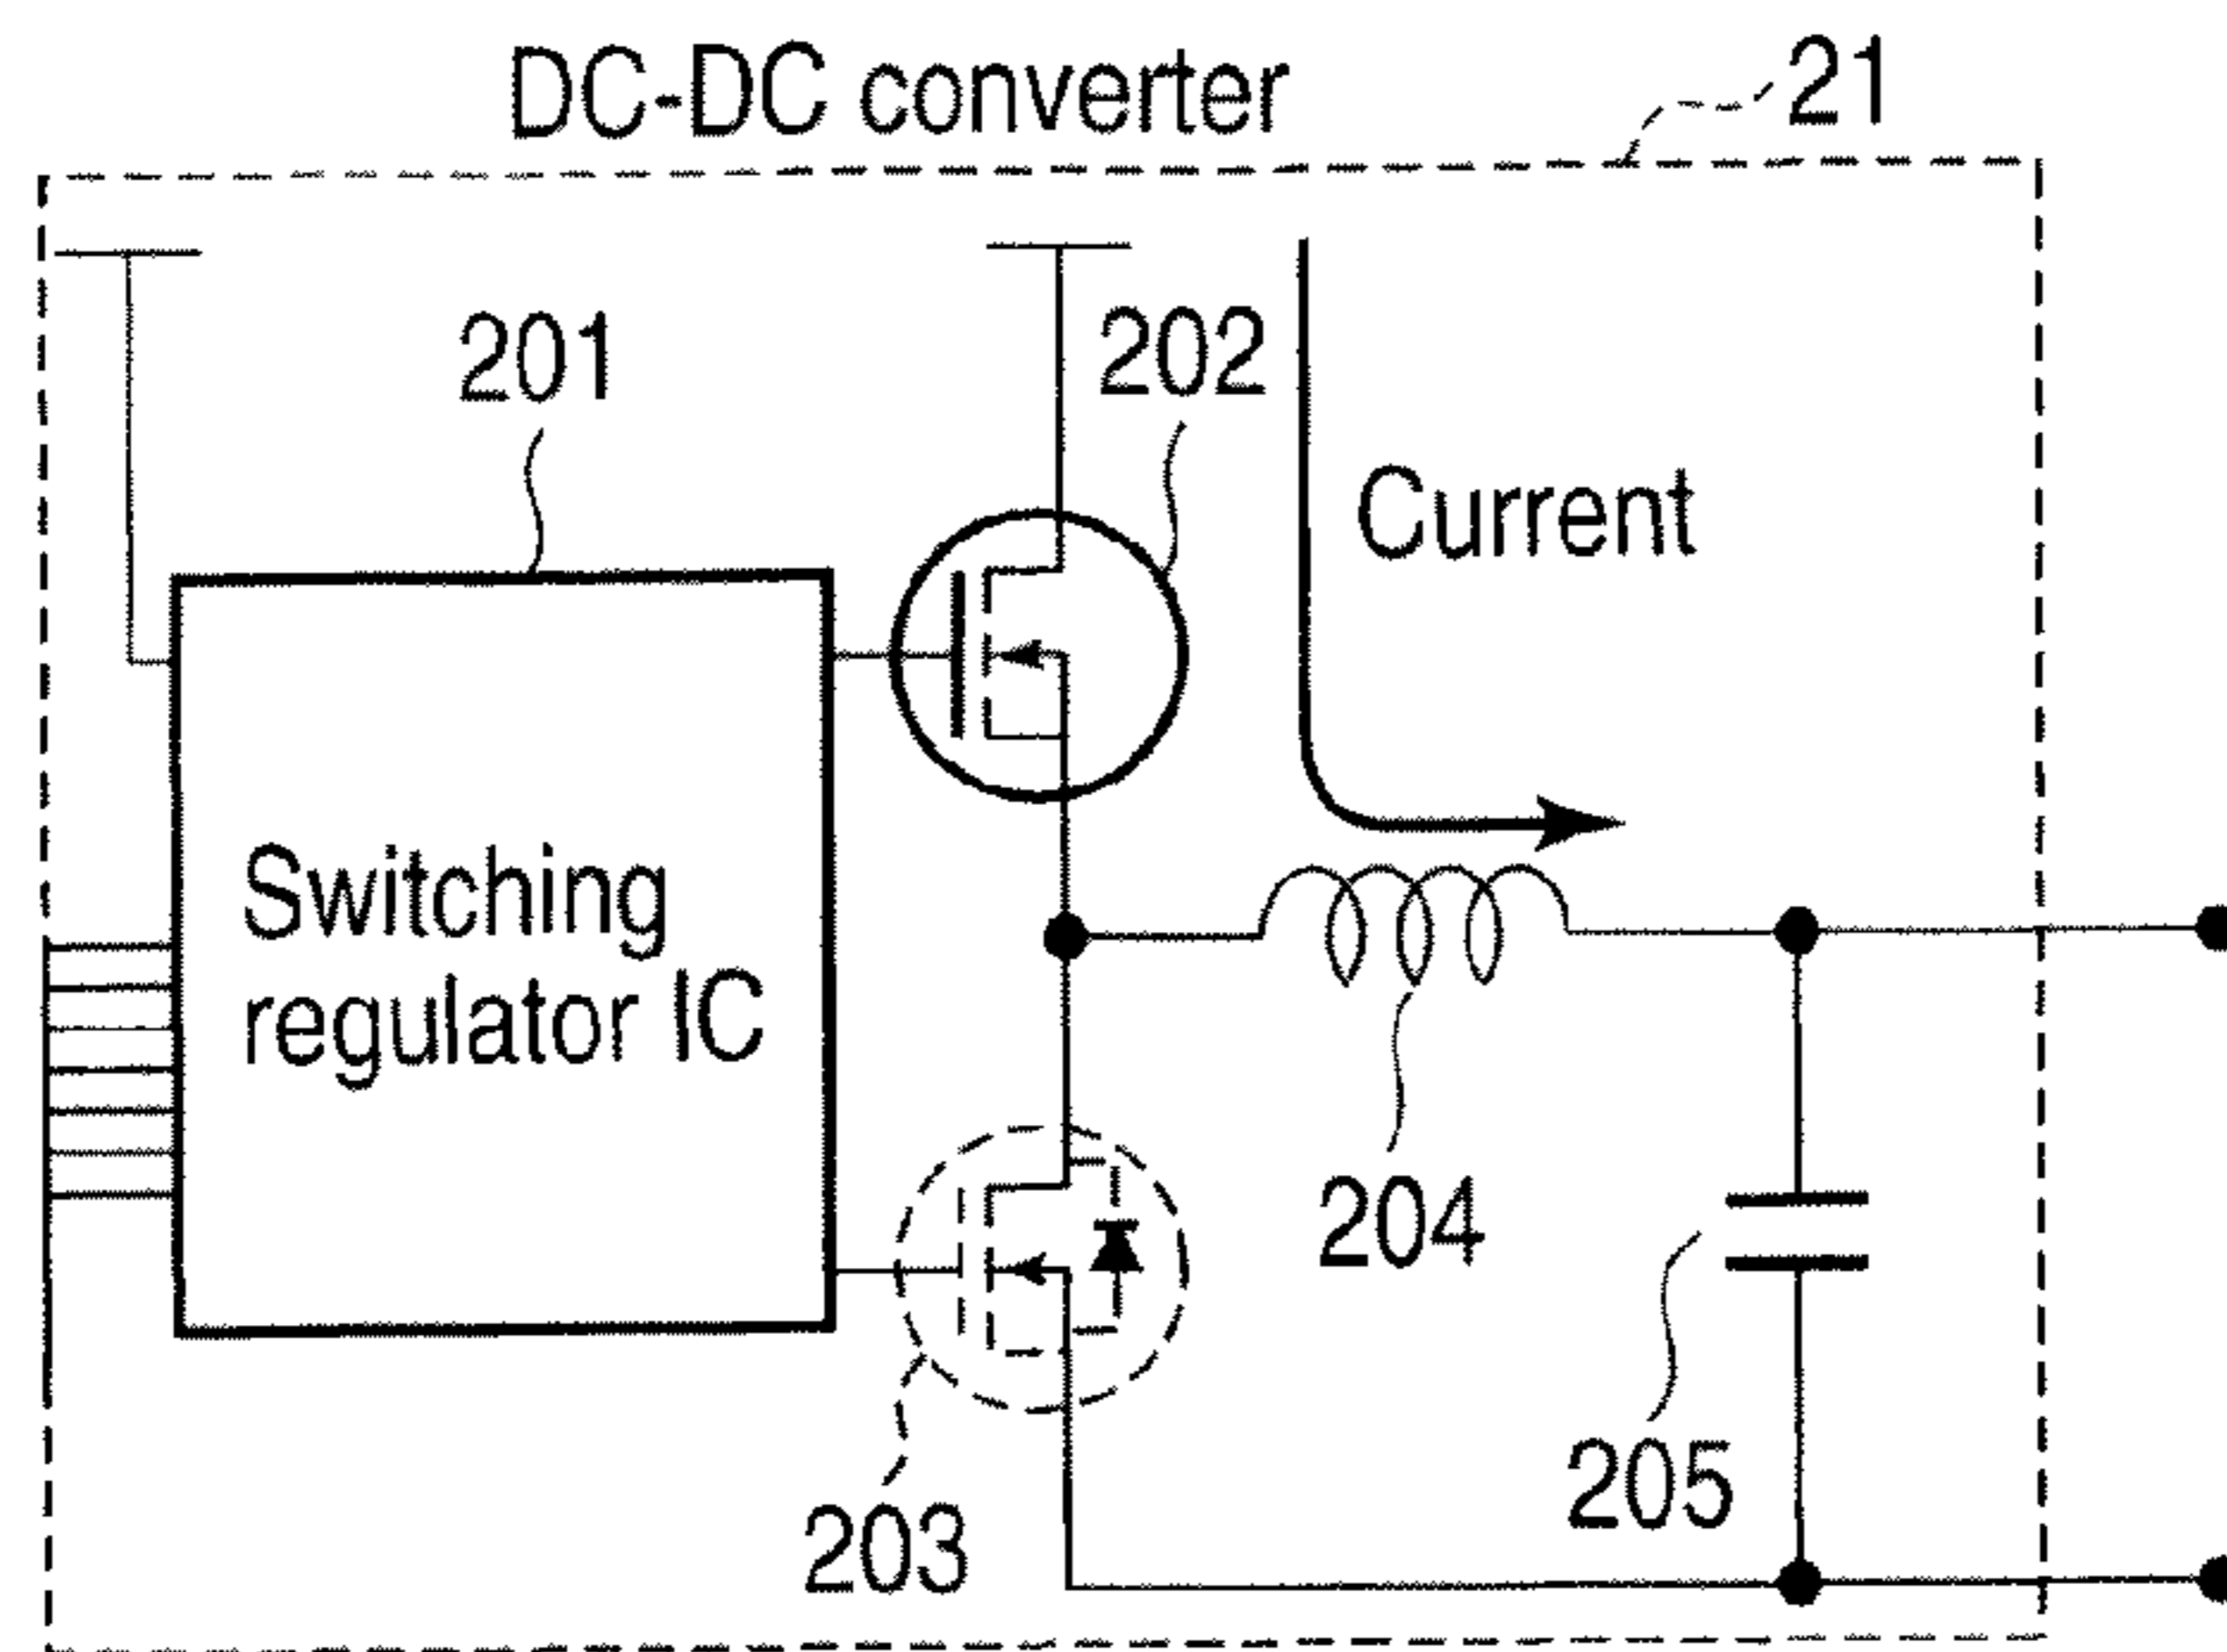 DC-DC converter
21
201
202
Current
Switching
regulator IC
204
205
203